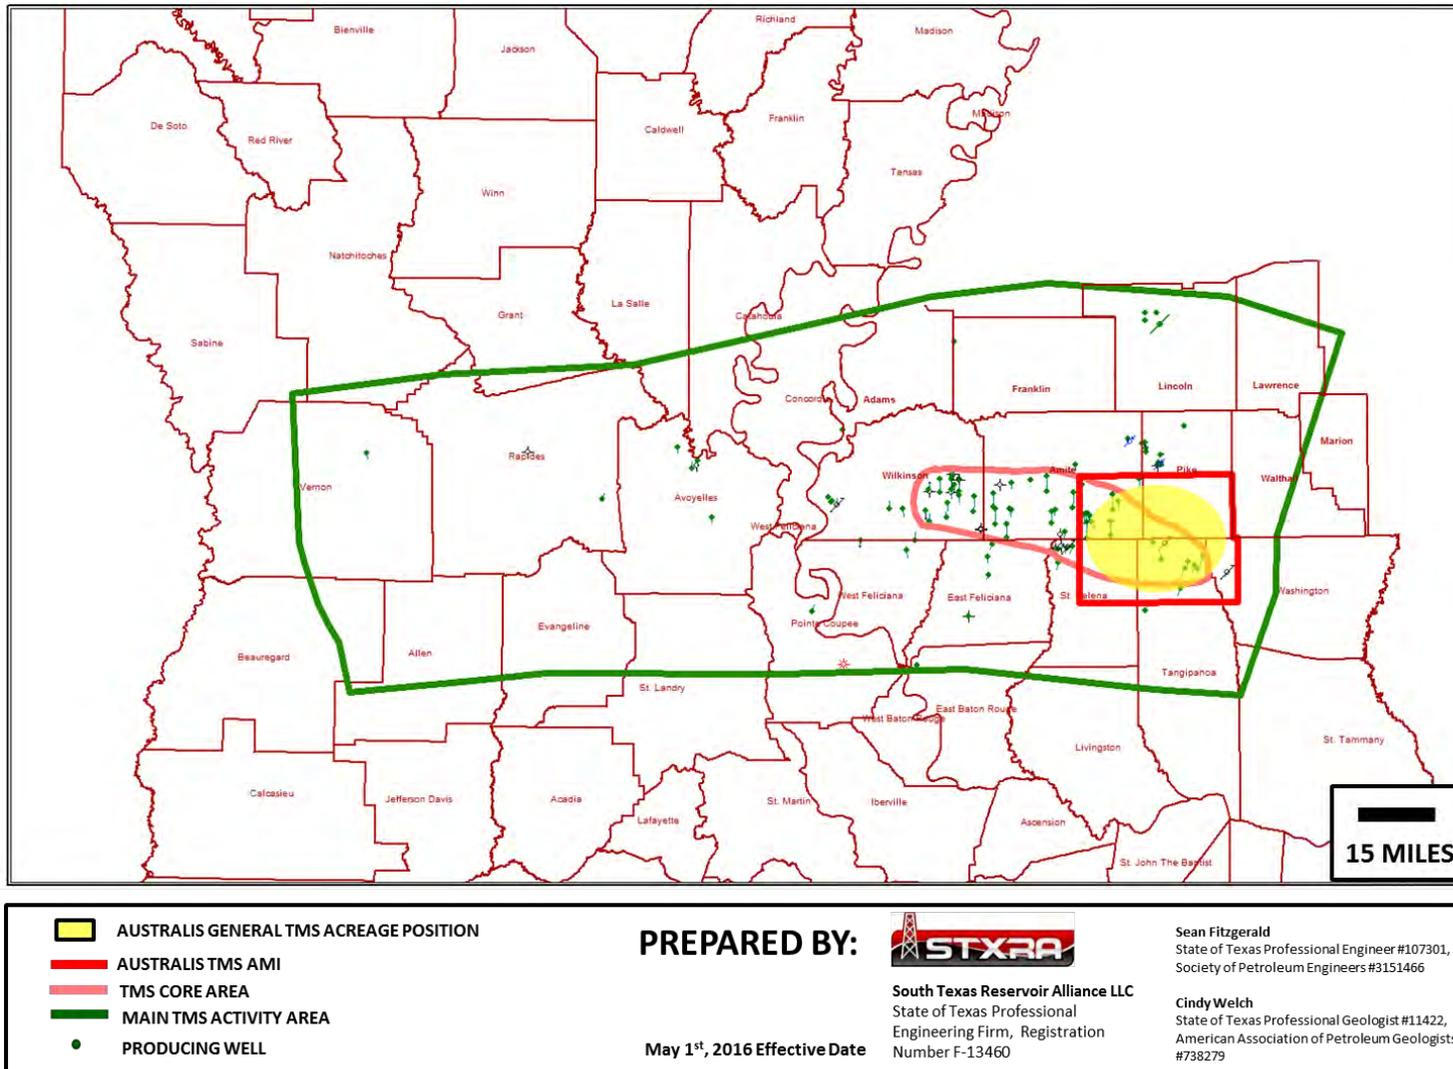 Richland
Madison
Bienville
Jackson
Madison
De Soto
Red River
Caldwell
Franklin
Tensas
Winn
Natchitoches
La Salle
Grant
Catahoula
Sabine
Concordia
Adams
Franklin
Lincoln
Lawrence
Marion
Rapides
Wilkinson
Amite
Pike
Walthall
Vernon
Avoyelles
West Feliciana
West Feliciana
East Feliciana
St. Helena
Washington
Pointe Coupee
Evangeline
Allen
Beauregard
Tangipahoa
St. Landry
East Baton Rouge
West Baton Rouge
Livingston
St. Tammany
Calcasieu
Jefferson Davis
Acadia
St. Martin
Iberville
Lafayette
Ascension
St. John The Baptist
15 MILES
AUSTRALIS GENERAL TMS ACREAGE POSITION
AUSTRALIS TMS AMI
TMS CORE AREA
MAIN TMS ACTIVITY AREA
PRODUCING WELL
PREPARED BY:
May 1st, 2016 Effective Date
STXRA
South Texas Reservoir Alliance LLC
State of Texas Professional
Engineering Firm, Registration
Number F-13460
Sean Fitzgerald
State of Texas Professional Engineer #107301,
Society of Petroleum Engineers #3151466
Cindy Welch
State of Texas Professional Geologist #11422,
American Association of Petroleum Geologists
#738279